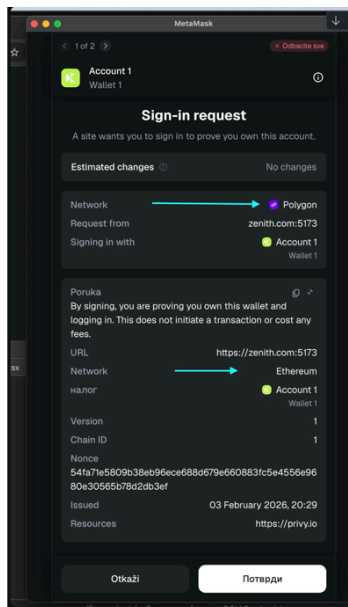 MetaMask
1 of 2
× Odbacite sve
Account 1
Wallet 1
Sign-in request
A site wants you to sign in to prove you own this account.
Estimated changes No changes
Network Polygon
Request from zenith.com:5173
Signing in with Account 1
Wallet 1
Poruka
By signing, you are proving you own this wallet and
logging in. This does not initiate a transaction or cost any
fees.
URL https://zenith.com:5173
Network Ethereum
налог Account 1
Wallet 1
Version 1
Chain ID 1
Nonce
54fa71e5809b38eb96ece688d679e660883fc5e4556e96
80e30565b78d2db3ef
Issued 03 February 2026, 20:29
Resources https://privy.io
Otkaži Потврди